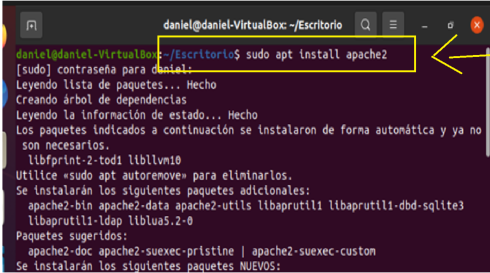 daniel@daniel-VirtualBox: ~/Escritorio
daniel@daniel-VirtualBox:~/Escritorio$ sudo apt install apache2
[sudo] contraseña para daniel:
Leyendo lista de paquetes... Hecho
Creando árbol de dependencias
Leyendo la información de estado... Hecho
Los paquetes indicados a continuación se instalaron de forma automática y ya no
son necesarios.
libfprint-2-tod1 libllvm10
Utilice «sudo apt autoremove» para eliminarlos.
Se instalarán los siguientes paquetes adicionales:
apache2-bin apache2-data apache2-utils libaprutil1 libaprutil1-dbd-sqlite3
libaprutil1-ldap liblua5.2-0
Paquetes sugeridos:
apache2-doc apache2-suexec-pristine | apache2-suexec-custom
Se instalarán los siguientes paquetes NUEVOS: